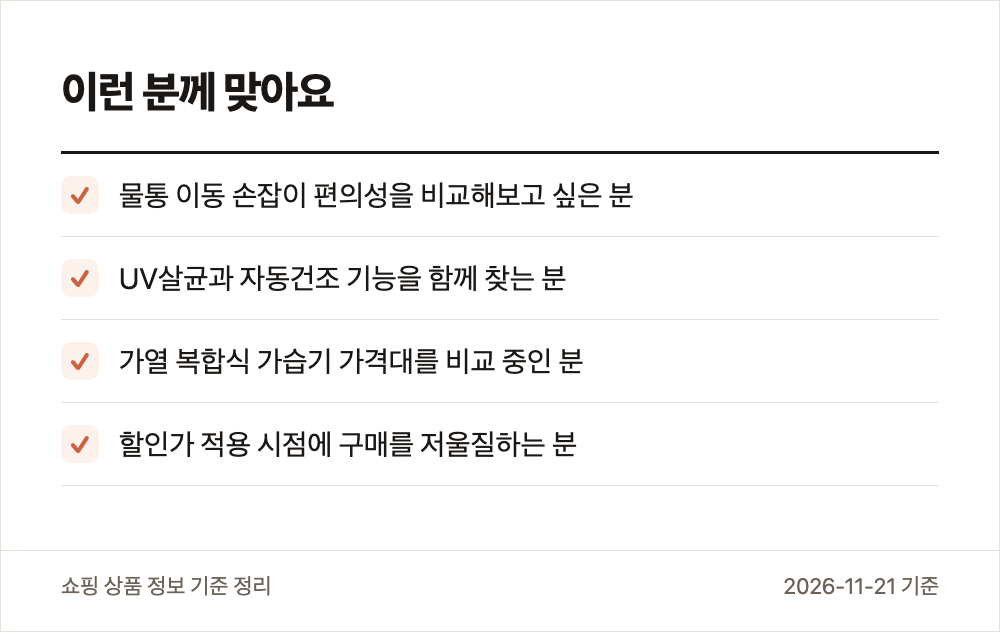 이런 분께 맞아요
물통 이동 손잡이 편의성을 비교해보고 싶은 분
UV살균과 자동건조 기능을 함께 찾는 분
가열 복합식 가습기 가격대를 비교 중인 분
할인가 적용 시점에 구매를 저울질하는 분
쇼핑 상품 정보 기준 정리
2026-11-21 기준